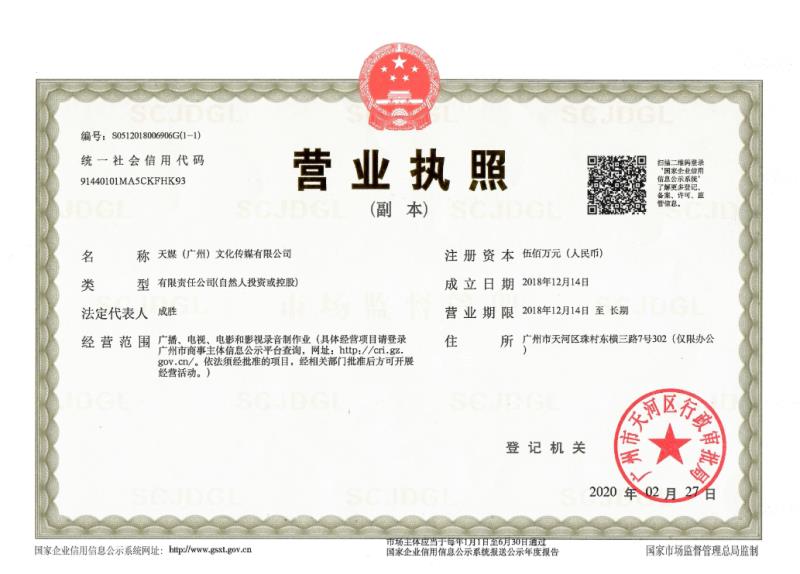 编号: S0512018006906G(1-1)
统一社会信用代码
91440101MA5CKFHK93
营业执照
(副 本)
扫描二维码登录
“国家企业信用
信息公示系统”
了解更多登记、
备案、许可、监
管信息。
名 称 天媒（广州）文化传媒有限公司
类 型 有限责任公司(自然人投资或控股)
法定代表人 成胜
经营范围 广播、电视、电影和影视录音制作业（具体经营项目请登录
广州市商事主体信息公示平台查询，网址: http://cri.gz.
gov.cn/。依法须经批准的项目，经相关部门批准后方可开展
经营活动。）
注册资本 伍佰万元（人民币）
成立日期 2018年12月14日
营业期限 2018年12月14日 至 长期
住 所 广州市天河区珠村东横三路7号302（仅限办公
）
登记机关
广州市天河区行政审批局
2020 年 02 月 27 日
国家企业信用信息公示系统网址: http://www.gsxt.gov.cn
市场主体应当于每年1月1日至6月30日通过
国家企业信用信息公示系统报送公示年度报告
国家市场监督管理总局监制